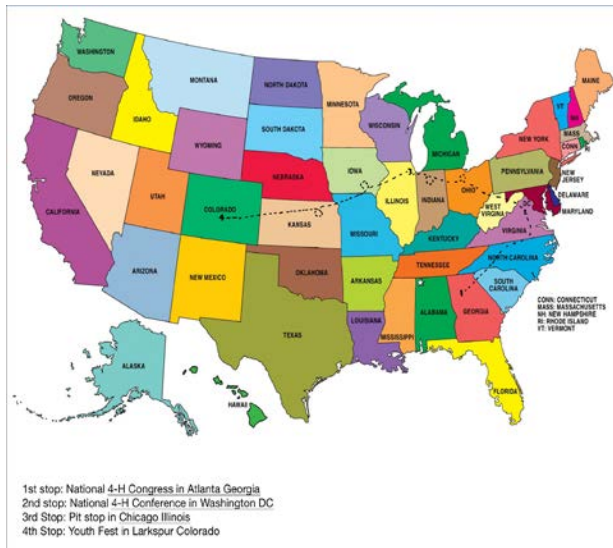 WASHINGTON
MONTANA
NORTH DAKOTA
MINNESOTA
MAINE
OREGON
IDAHO
WYOMING
SOUTH DAKOTA
WISCONSIN
MICHIGAN
VT
NH
NEW YORK
MASS
CONN
RI
NEVADA
UTAH
COLORADO
NEBRASKA
IOWA
ILLINOIS
INDIANA
OHIO
PENNSYLVANIA
NEW
JERSEY
CALIFORNIA
KANSAS
MISSOURI
KENTUCKY
WEST
VIRGINIA
VIRGINIA
DELAWARE
MARYLAND
ARIZONA
NEW MEXICO
OKLAHOMA
ARKANSAS
TENNESSEE
NORTH CAROLINA
SOUTH
CAROLINA
TEXAS
LOUISIANA
MISSISSIPPI
ALABAMA
GEORGIA
FLORIDA
CONN: CONNECTICUT
MASS: MASSACHUSETTS
NH: NEW HAMPSHIRE
RI: RHODE ISLAND
VT: VERMONT
ALASKA
HAWAII
1st stop: National 4-H Congress in Atlanta Georgia
2nd stop: National 4-H Conference in Washington DC
3rd Stop: Pit stop in Chicago Illinois
4th Stop: Youth Fest in Larkspur Colorado